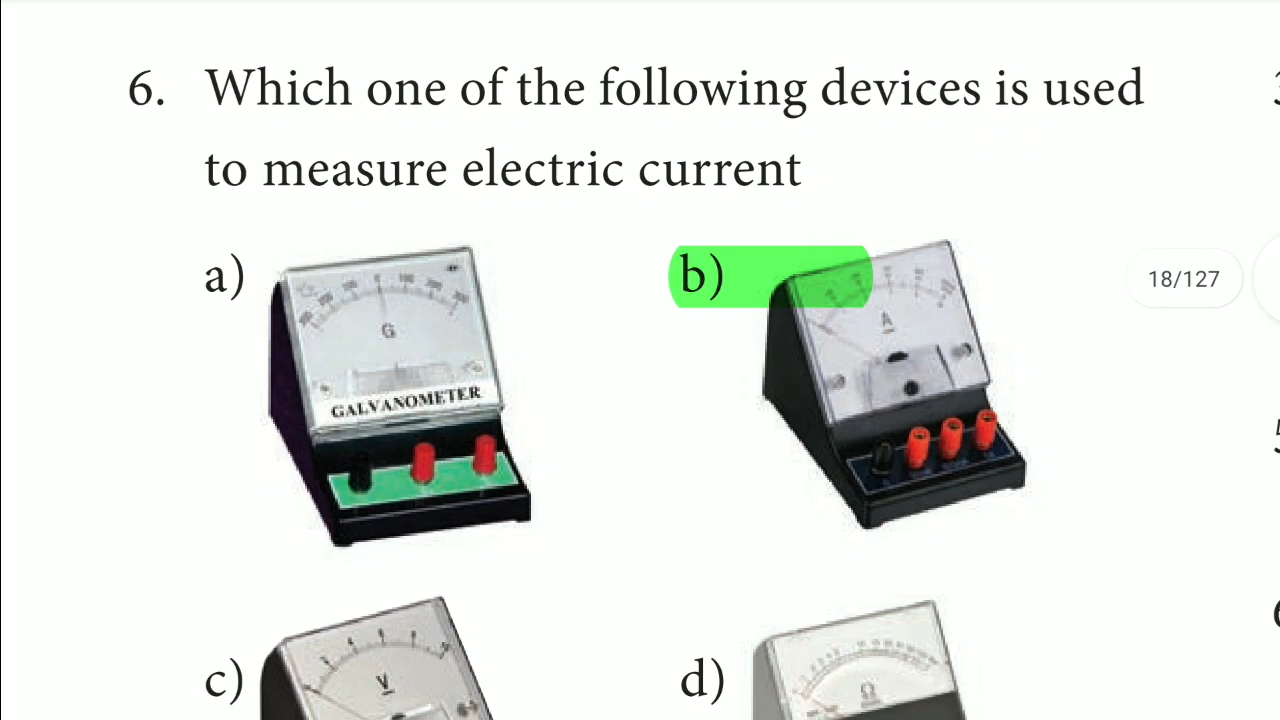 6. Which one of the following devices is used
to measure electric current
a)
b)
18/127
G
A
GALVANOMETER
c)
d)
V
Ω